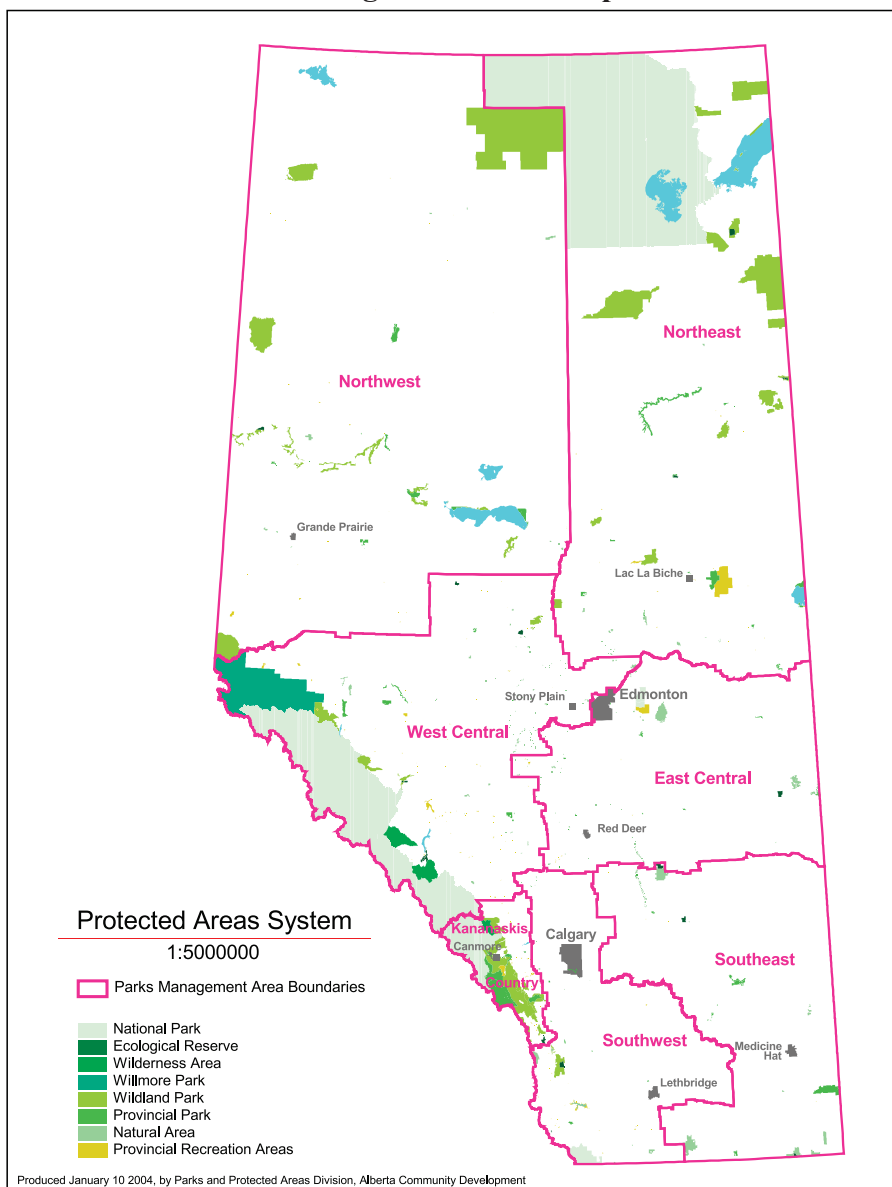 Northeast
Northwest
Grande Prairie
Lac La Biche
Stony Plain
Edmonton
West Central
East Central
Red Deer
Protected Areas System
1:5000000
Kananaskis
Canmore
Calgary
Country
Southeast
Parks Management Area Boundaries
Southwest
Medicine
Hat
Lethbridge
National Park
Ecological Reserve
Wilderness Area
Willmore Park
Wildland Park
Provincial Park
Natural Area
Provincial Recreation Areas
Produced January 10 2004, by Parks and Protected Areas Division, Alberta Community Development